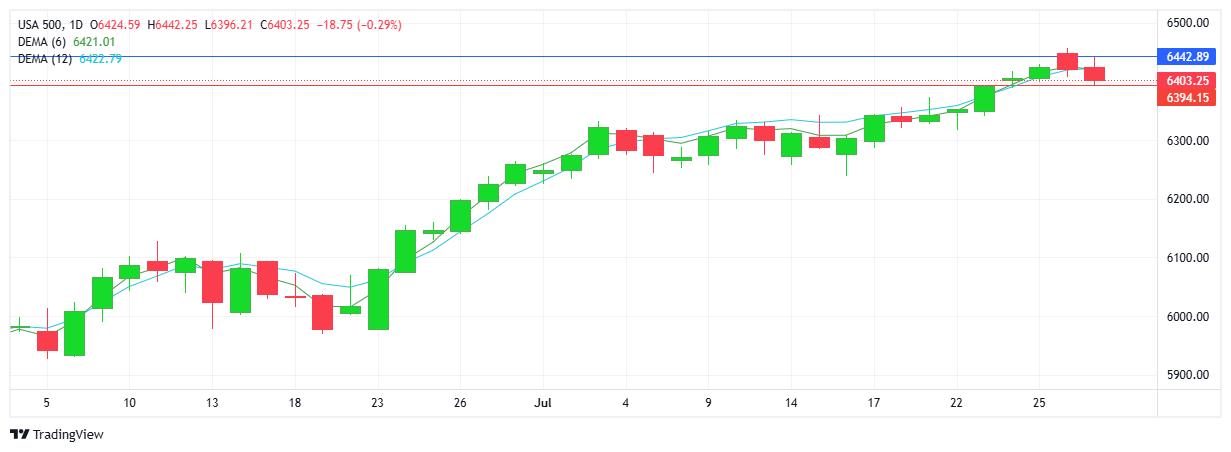 USA 500, 1D O6424.59 H6442.25 L6396.21 C6403.25 −18.75 (−0.29%)
DEMA (6) 6421.01
DEMA (12) 6422.79
6500.00
6442.89
6403.25
6394.15
6300.00
6200.00
6100.00
6000.00
5900.00
5 10 13 18 23 26 Jul 4 9 14 17 22 25
TradingView